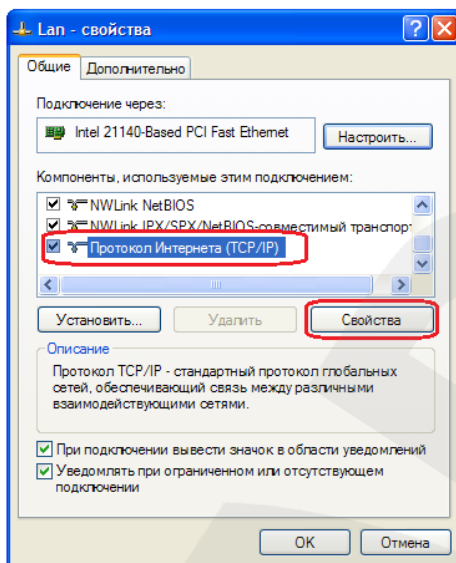 Lan - свойства
Общие Дополнительно
Подключение через:
Intel 21140-Based PCI Fast Ethernet Настроить...
Компоненты, используемые этим подключением:
NWLink NetBIOS
NWLink IPX/SPX/NetBIOS-совместимый транспорт
Протокол Интернета (TCP/IP)
Установить... Удалить Свойства
Описание
Протокол TCP/IP - стандартный протокол глобальных
сетей, обеспечивающий связь между различными
взаимодействующими сетями.
При подключении вывести значок в области уведомлений
Уведомлять при ограниченном или отсутствующем
подключении
OK Отмена